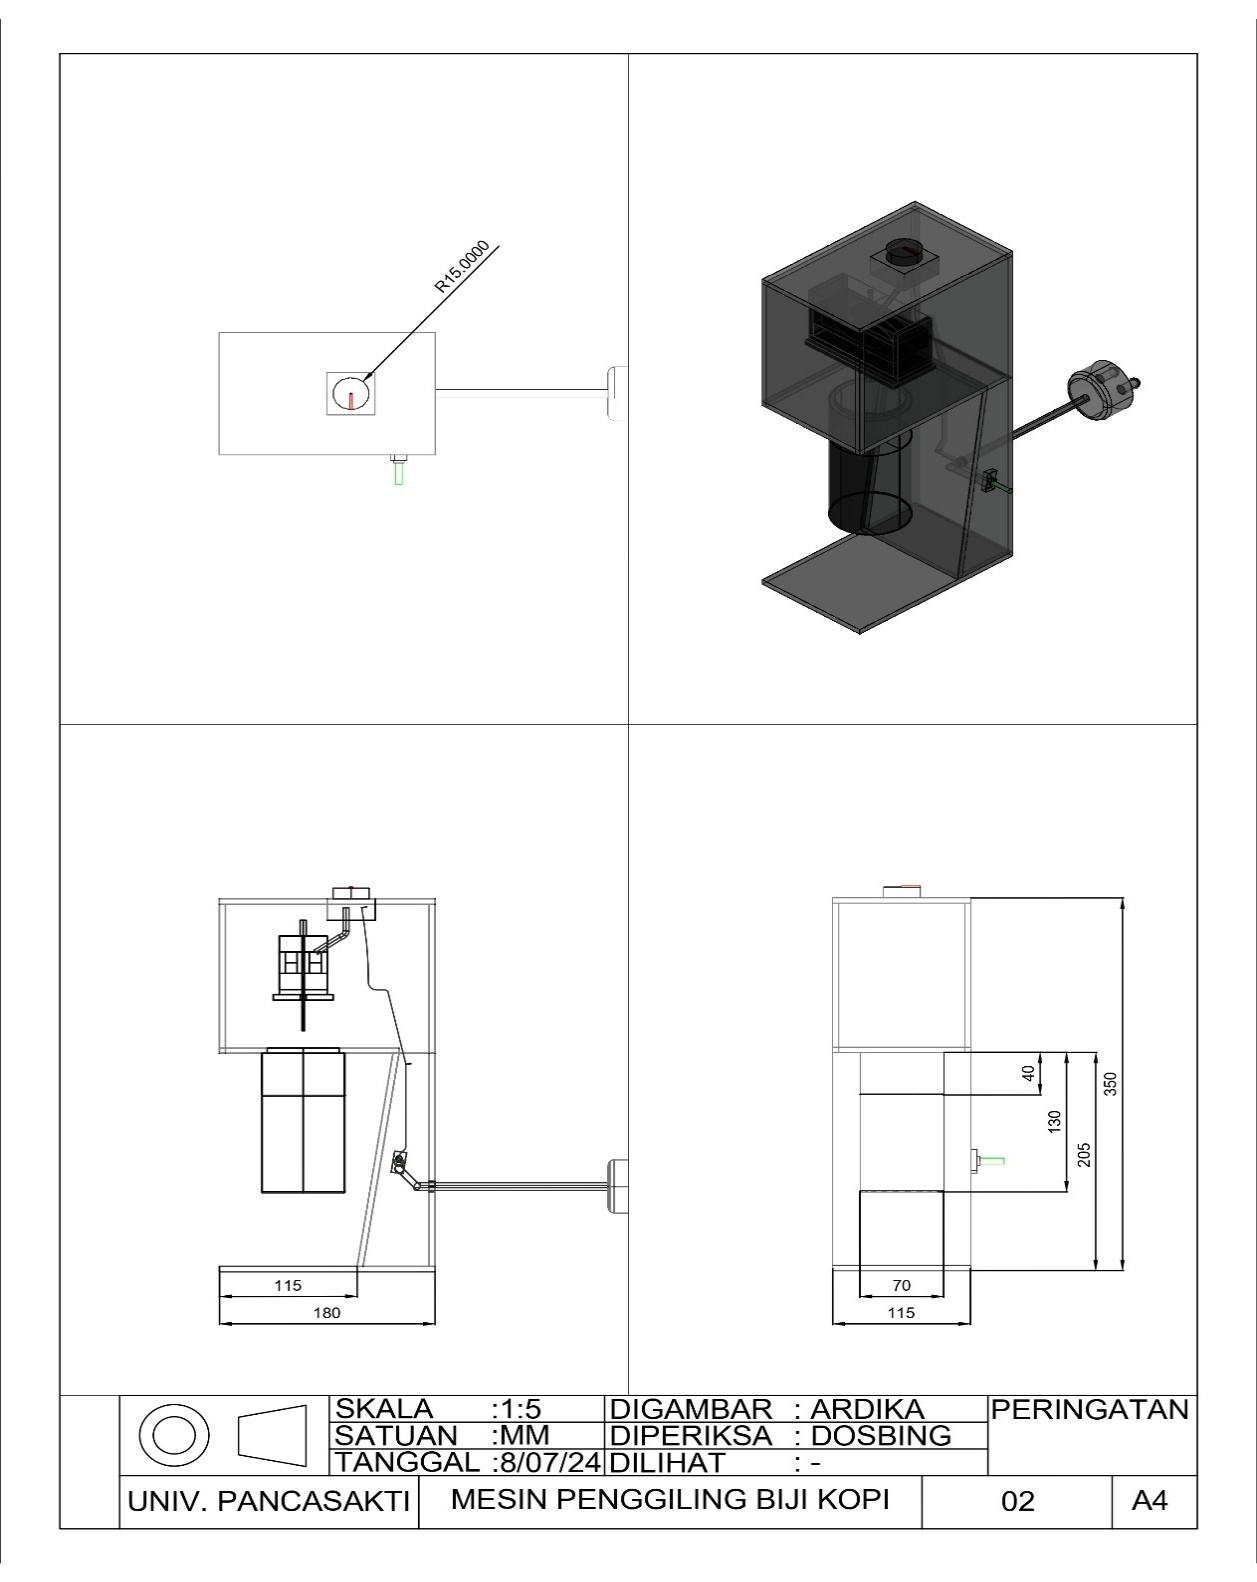 R15.0000
40
350
130
205
115
180
70
115
SKALA :1:5
SATUAN :MM
TANGGAL :8/07/24
DIGAMBAR : ARDIKA
DIPERIKSA : DOSBING
DILIHAT : -
PERINGATAN
UNIV. PANCASAKTI
MESIN PENGGILING BIJI KOPI
02
A4